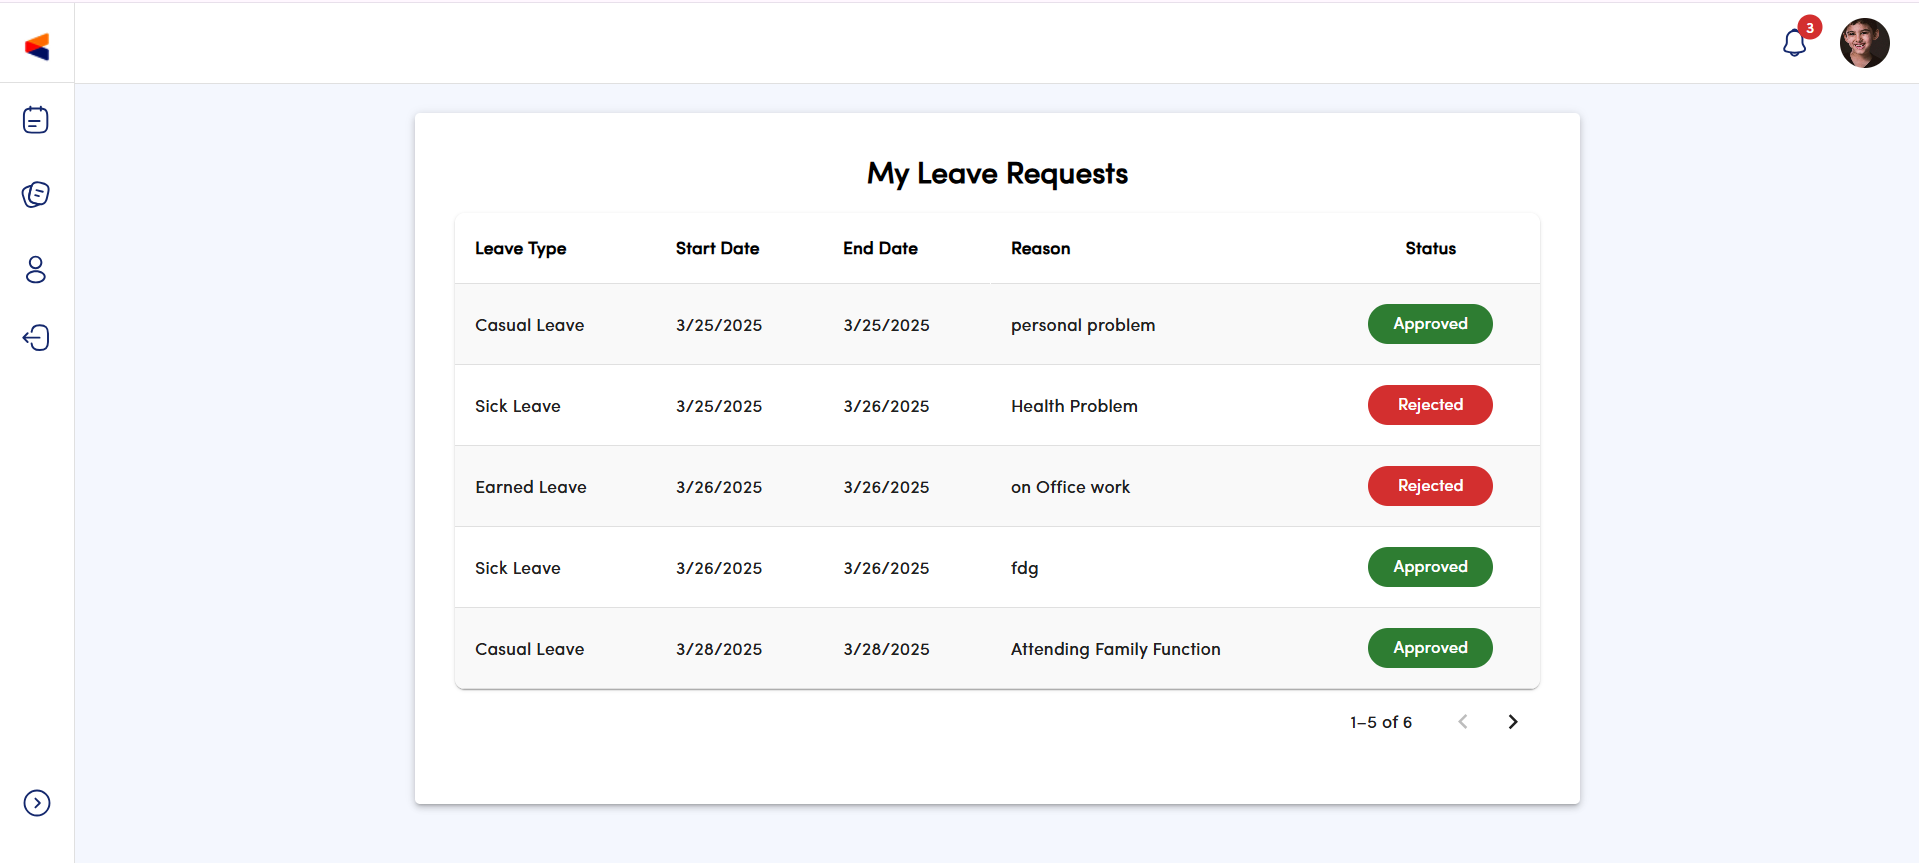 3
My Leave Requests
Leave Type Start Date End Date Reason Status
Casual Leave 3/25/2025 3/25/2025 personal problem Approved
Sick Leave 3/25/2025 3/26/2025 Health Problem Rejected
Earned Leave 3/26/2025 3/26/2025 on Office work Rejected
Sick Leave 3/26/2025 3/26/2025 fdg Approved
Casual Leave 3/28/2025 3/28/2025 Attending Family Function Approved
1–5 of 6